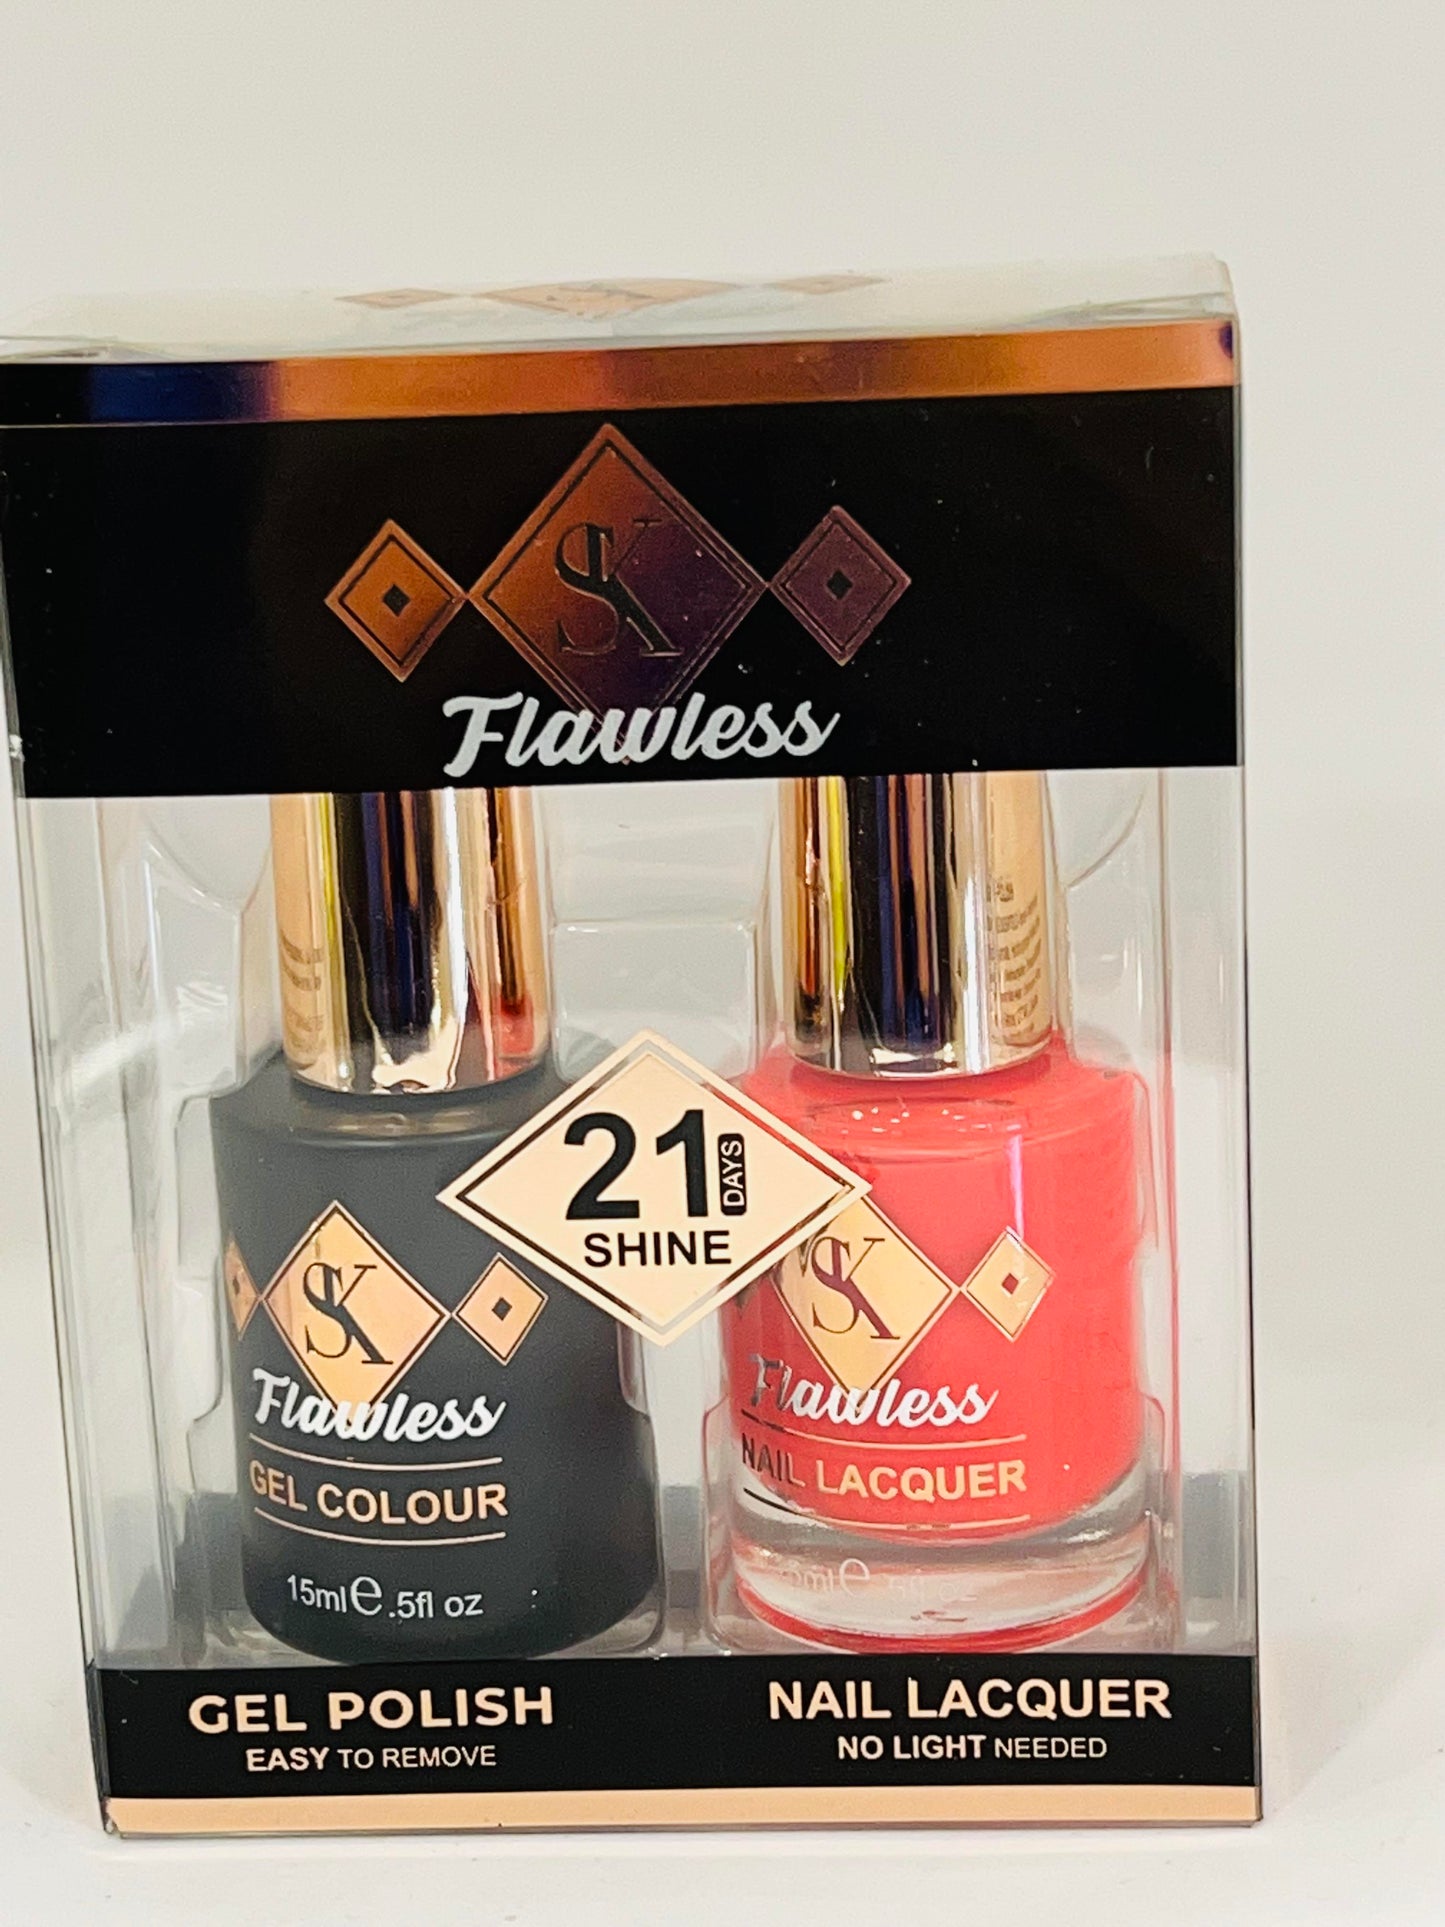 SK
Flawless
21 DAYS
SHINE
SK
Flawless
GEL COLOUR
15ml e .5fl oz
SK
Flawless
NAIL LACQUER
GEL POLISH
EASY TO REMOVE
NAIL LACQUER
NO LIGHT NEEDED